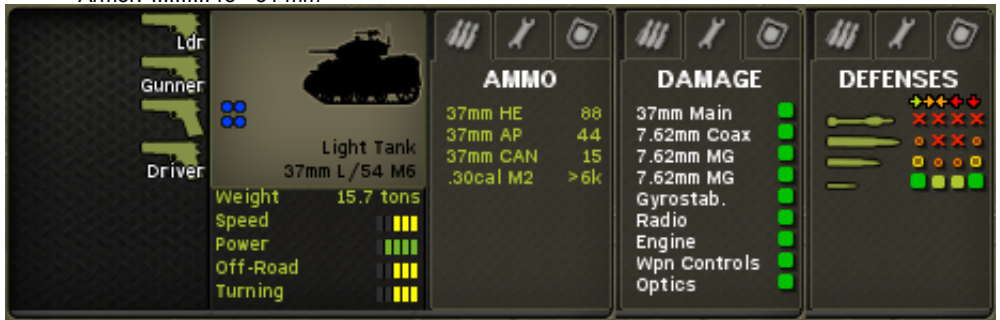 Ldr
Gunner
Driver
Light Tank
37mm L/54 M6
Weight 15.7 tons
Speed
Power
Off-Road
Turning
AMMO
37mm HE 88
37mm AP 44
37mm CAN 15
.30cal M2 >6k
DAMAGE
37mm Main
7.62mm Coax
7.62mm MG
7.62mm MG
Gyrostab.
Radio
Engine
Wpn Controls
Optics
DEFENSES